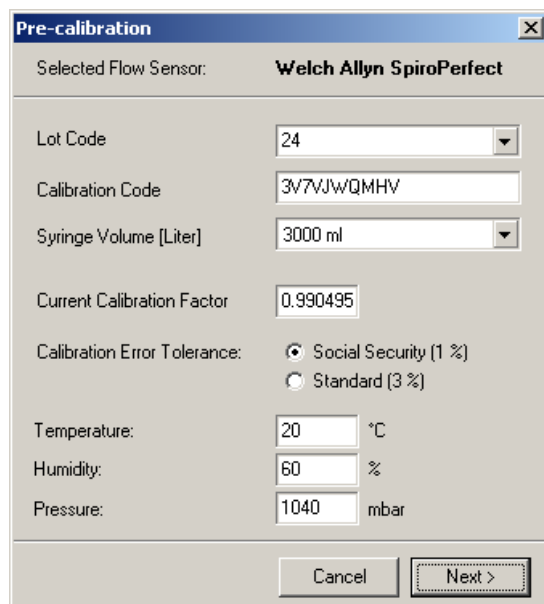 Pre-calibration
Selected Flow Sensor: Welch Allyn SpiroPerfect
Lot Code 24
Calibration Code 3V7VJWQMHV
Syringe Volume [Liter] 3000 ml
Current Calibration Factor 0.990495
Calibration Error Tolerance: Social Security (1 %)
Standard (3 %)
Temperature: 20 °C
Humidity: 60 %
Pressure: 1040 mbar
Cancel Next >